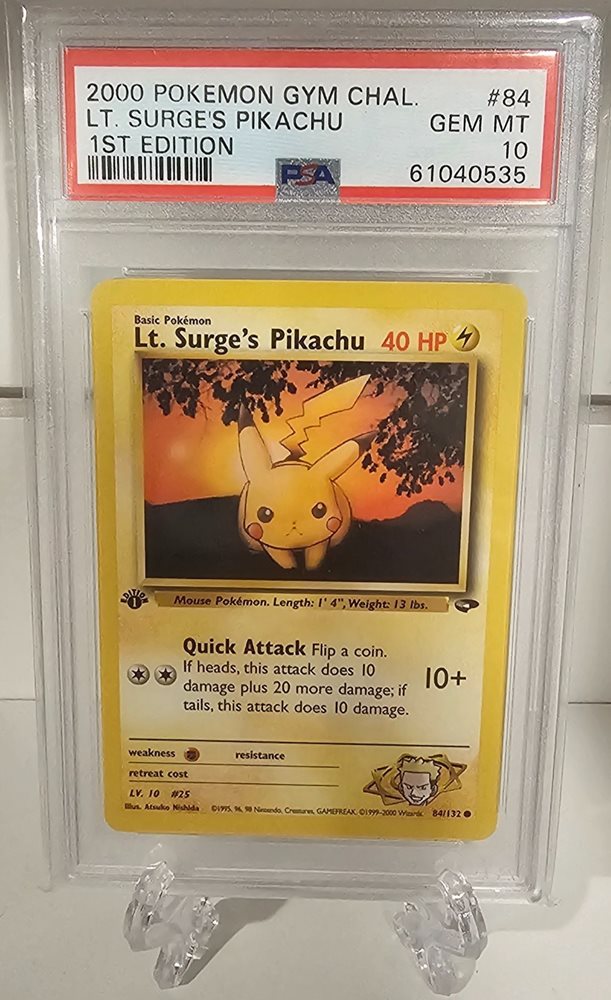 2000 POKEMON GYM CHAL. #84
LT. SURGE'S PIKACHU GEM MT
1ST EDITION 10
PSA 61040535
Basic Pokémon
Lt. Surge's Pikachu 40 HP
EDITION
1
Mouse Pokémon. Length: 1' 4", Weight: 13 lbs.
Quick Attack Flip a coin.
If heads, this attack does 10
damage plus 20 more damage; if
tails, this attack does 10 damage.
10+
weakness resistance
retreat cost
LV. 10 #25
Illus. Atsuko Nishida ©1995, 96, 98 Nintendo, Creatures, GAMEFREAK. ©1999-2000 Wizards. 84/132